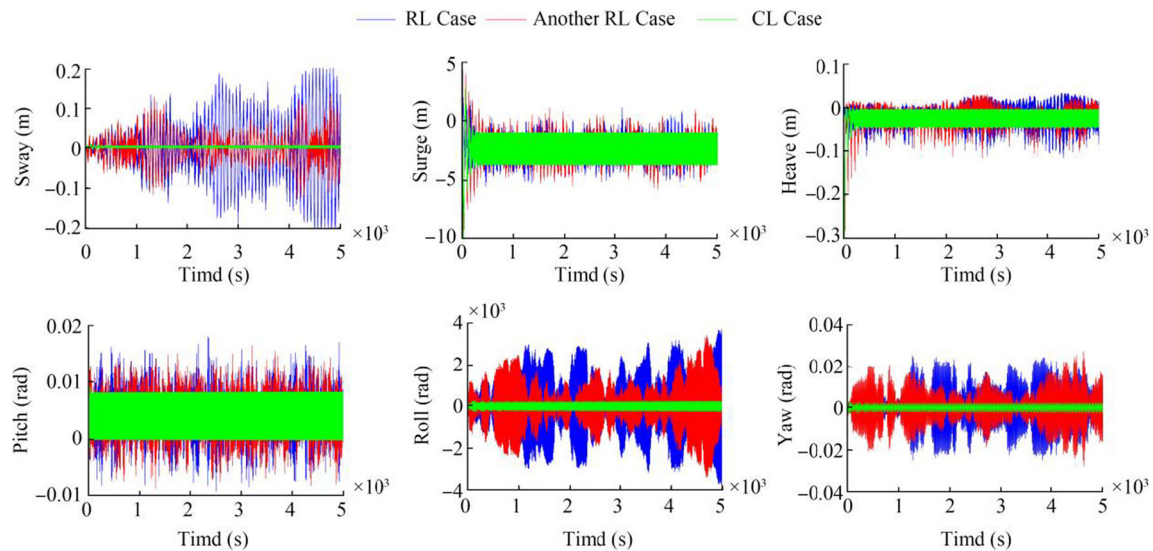 RL Case Another RL Case CL Case
Sway (m)
0.2
0.1
0
−0.1
−0.2
0 1 2 3 4 5
×10³
Timd (s)
Surge (m)
5
0
−5
−10
0 1 2 3 4 5
×10³
Timd (s)
Heave (m)
0.1
0
−0.1
−0.2
−0.3
0 1 2 3 4 5
×10³
Timd (s)
Pitch (rad)
0.02
0.01
0
−0.01
0 1 2 3 4 5
×10³
Timd (s)
×10³
Roll (rad)
4
2
0
−2
−4
0 1 2 3 4 5
×10³
Timd (s)
Yaw (rad)
0.04
0.02
0
−0.02
−0.04
0 1 2 3 4 5
×10³
Timd (s)